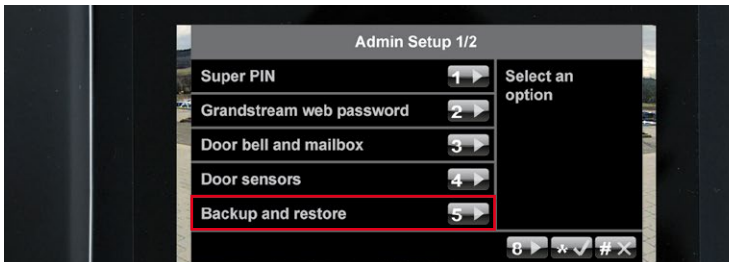 Admin Setup 1/2
Super PIN 1
Select an
option
Grandstream web password 2
Door bell and mailbox 3
Door sensors 4
Backup and restore 5
8 * #